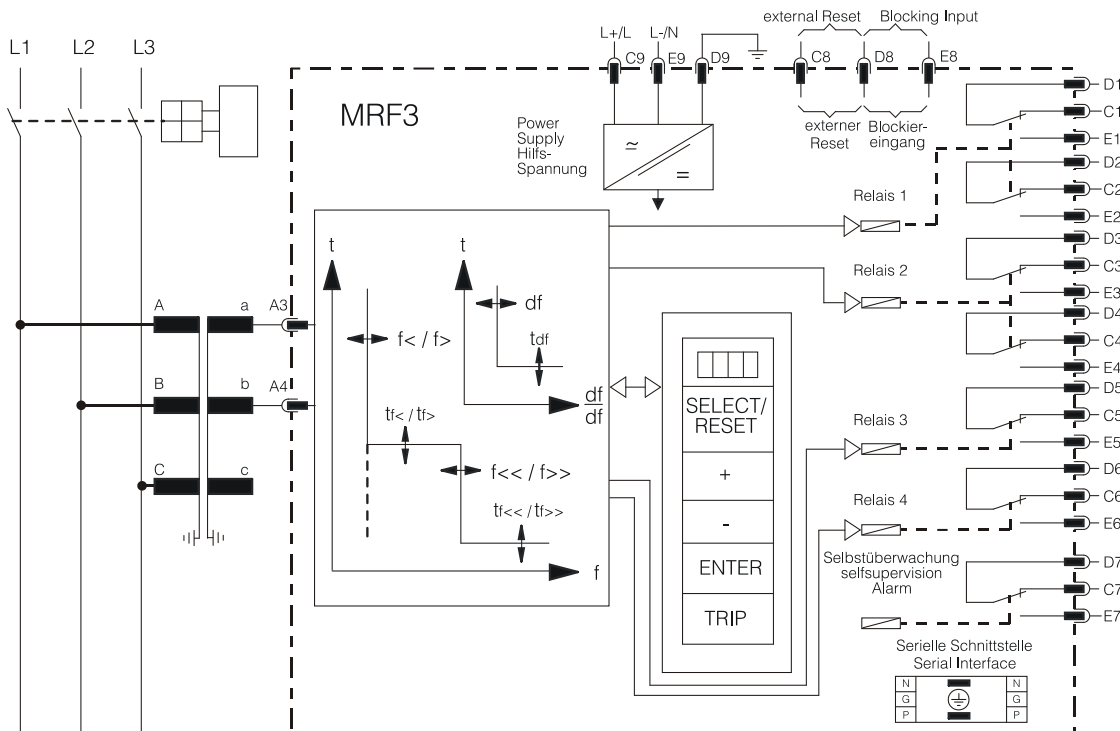 L1
L2
L3
MRF3
L+/L
L-/N
C9
E9
D9
external Reset
Blocking Input
C8
D8
E8
externer
Reset
Blockier-
eingang
Power
Supply
Hilfs-
Spannung
≃
=
A
a
A3
B
b
A4
C
c
t
f< / f>
tf< / tf>
f<< / f>>
tf<< / tf>>
f
t
df
tdf
df
df
SELECT/
RESET
+
-
ENTER
TRIP
Relais 1
Relais 2
Relais 3
Relais 4
Selbstüberwachung
selfsupervision
Alarm
D1
C1
E1
D2
C2
E2
D3
C3
E3
D4
C4
E4
D5
C5
E5
D6
C6
E6
D7
C7
E7
Serielle Schnittstelle
Serial Interface
N
G
P
N
G
P